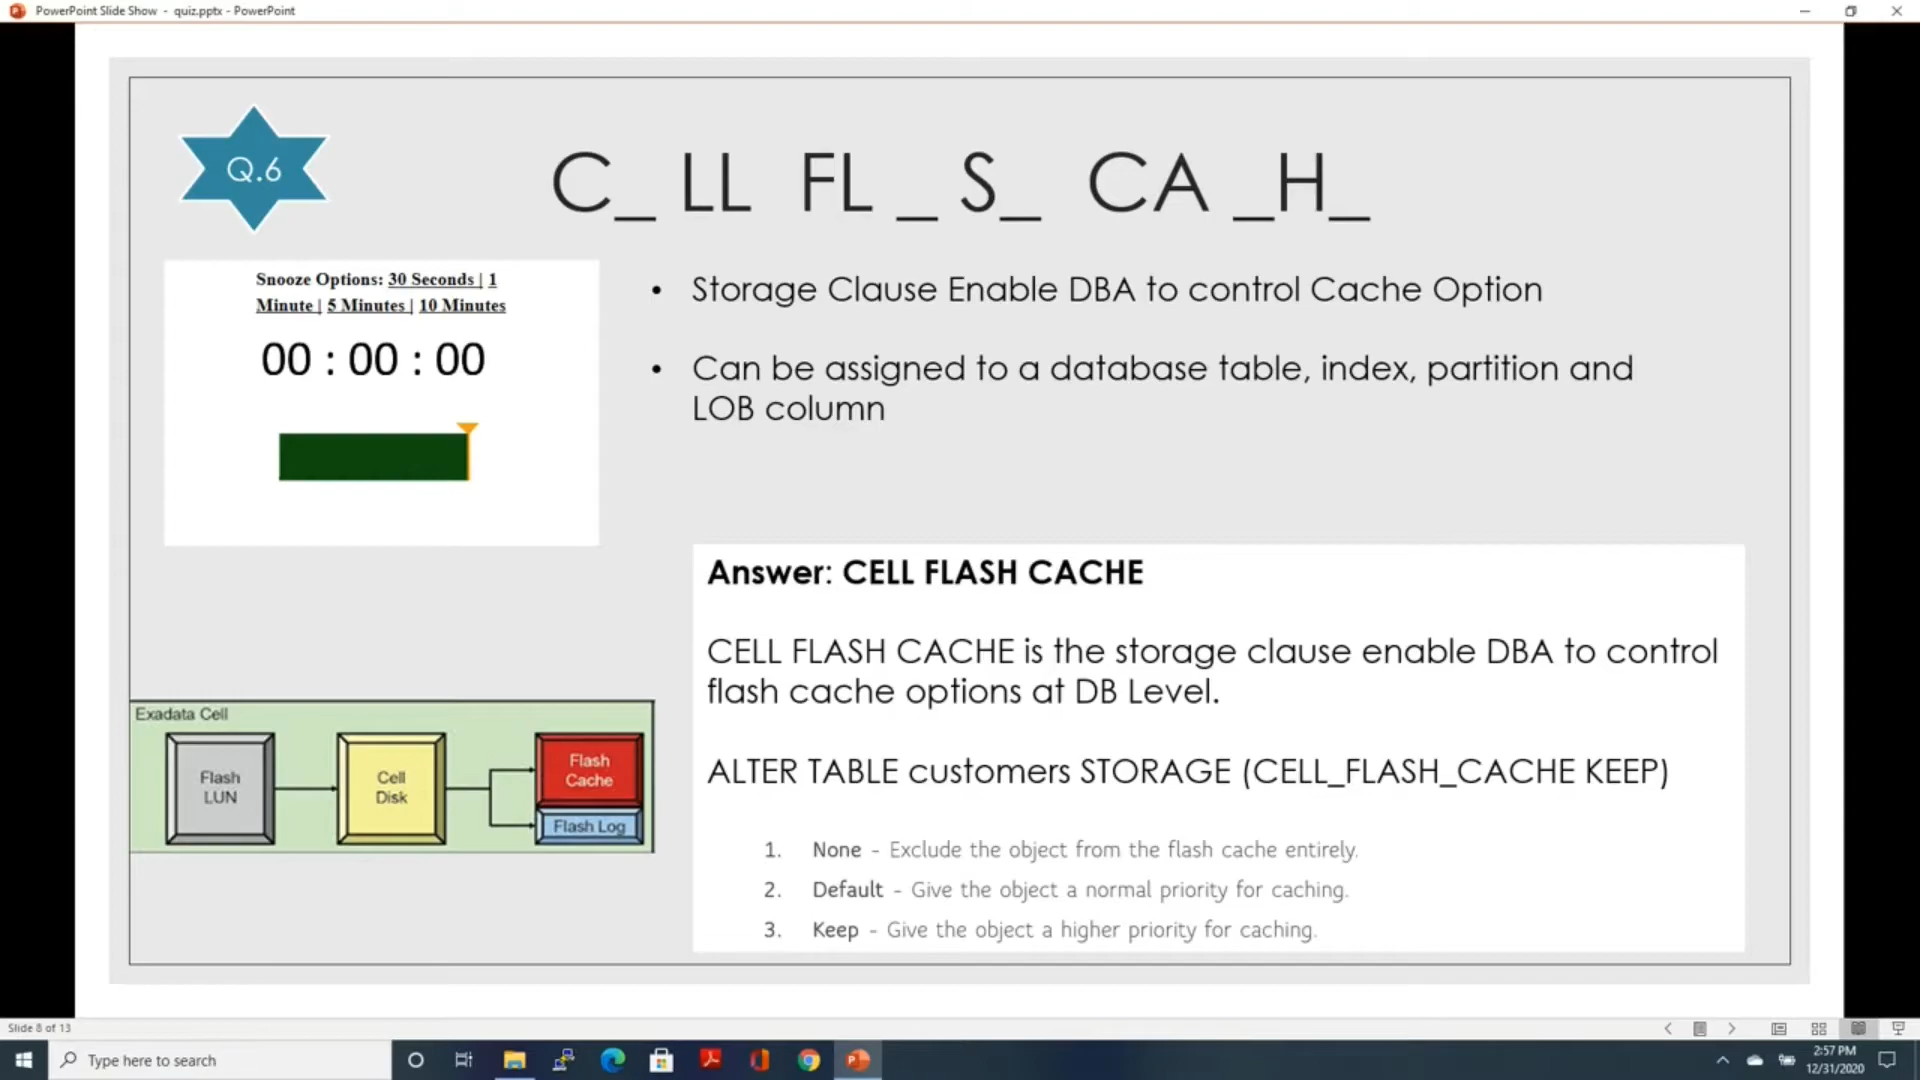 PowerPoint Slide Show - quiz.pptx - PowerPoint
Q.6
C_ LL FL _ S_ CA _H_
Snooze Options: 30 Seconds | 1
Minute | 5 Minutes | 10 Minutes
00 : 00 : 00
• Storage Clause Enable DBA to control Cache Option
• Can be assigned to a database table, index, partition and
LOB column
Answer: CELL FLASH CACHE
CELL FLASH CACHE is the storage clause enable DBA to control
flash cache options at DB Level.
ALTER TABLE customers STORAGE (CELL_FLASH_CACHE KEEP)
1. None - Exclude the object from the flash cache entirely.
2. Default - Give the object a normal priority for caching.
3. Keep - Give the object a higher priority for caching.
Exadata Cell
Flash
LUN
Cell
Disk
Flash
Cache
Flash Log
Slide 8 of 13
Type here to search
2:57 PM
12/31/2020